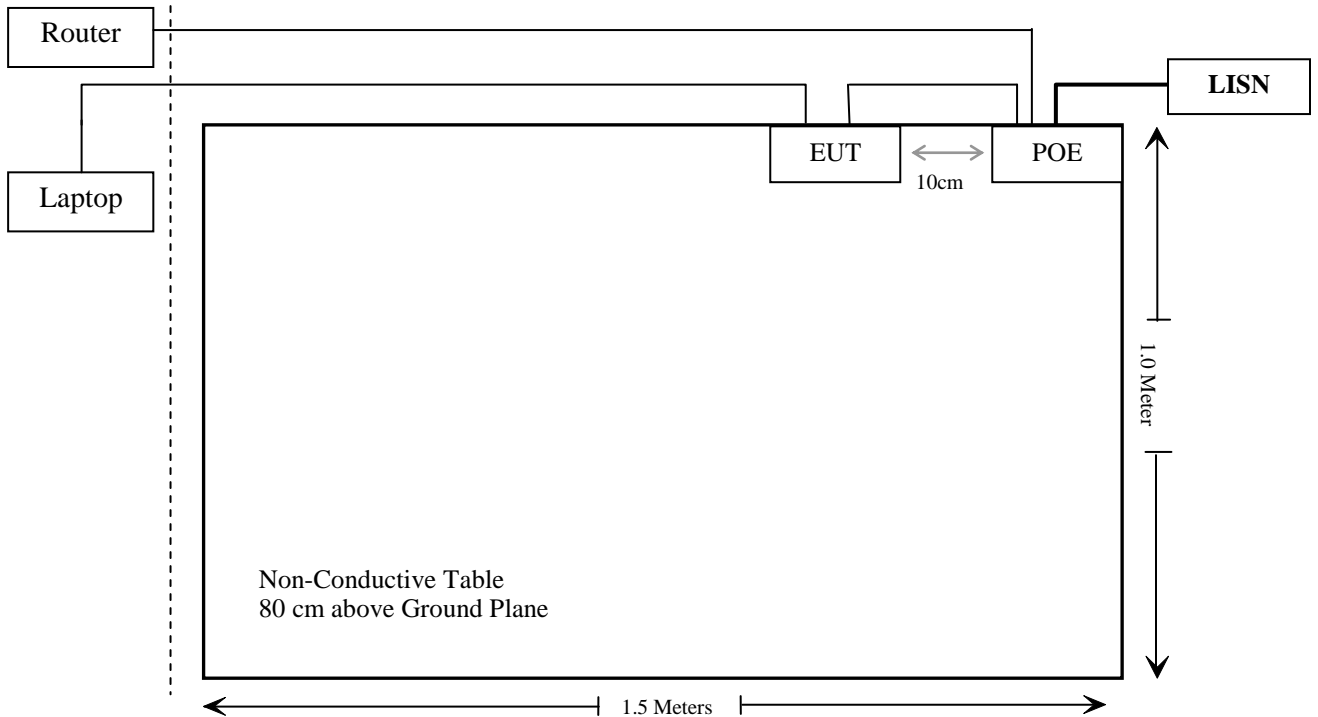 Router
LISN
EUT
POE
10cm
Laptop
1.0 Meter
Non-Conductive Table
80 cm above Ground Plane
1.5 Meters